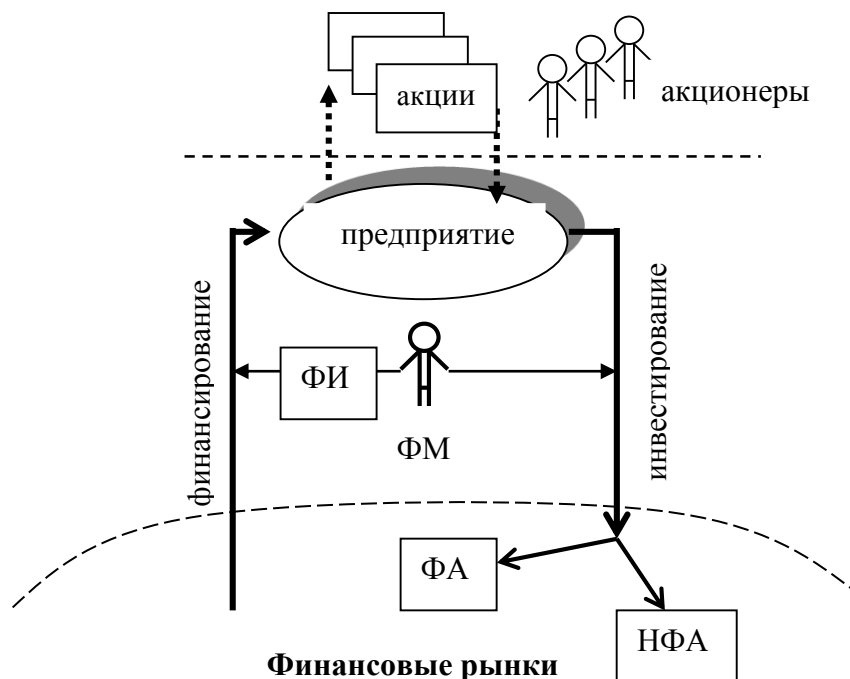 акции
акционеры
предприятие
финансирование
инвестирование
ФИ
ФМ
ФА
НФА
Финансовые рынки